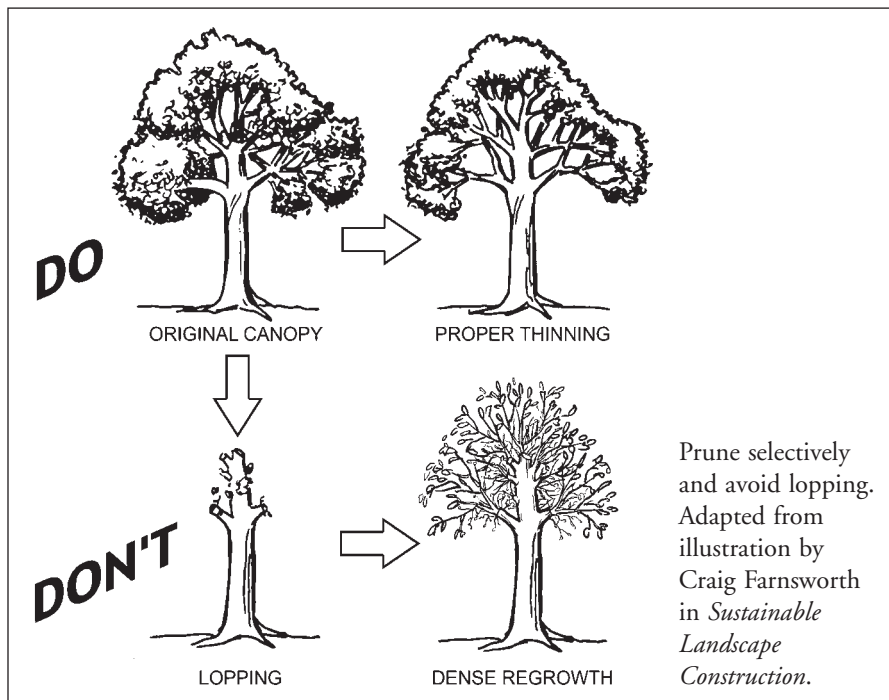 DO
ORIGINAL CANOPY
PROPER THINNING
DON'T
LOPPING
DENSE REGROWTH
Prune selectively
and avoid lopping.
Adapted from
illustration by
Craig Farnsworth
in Sustainable
Landscape
Construction.